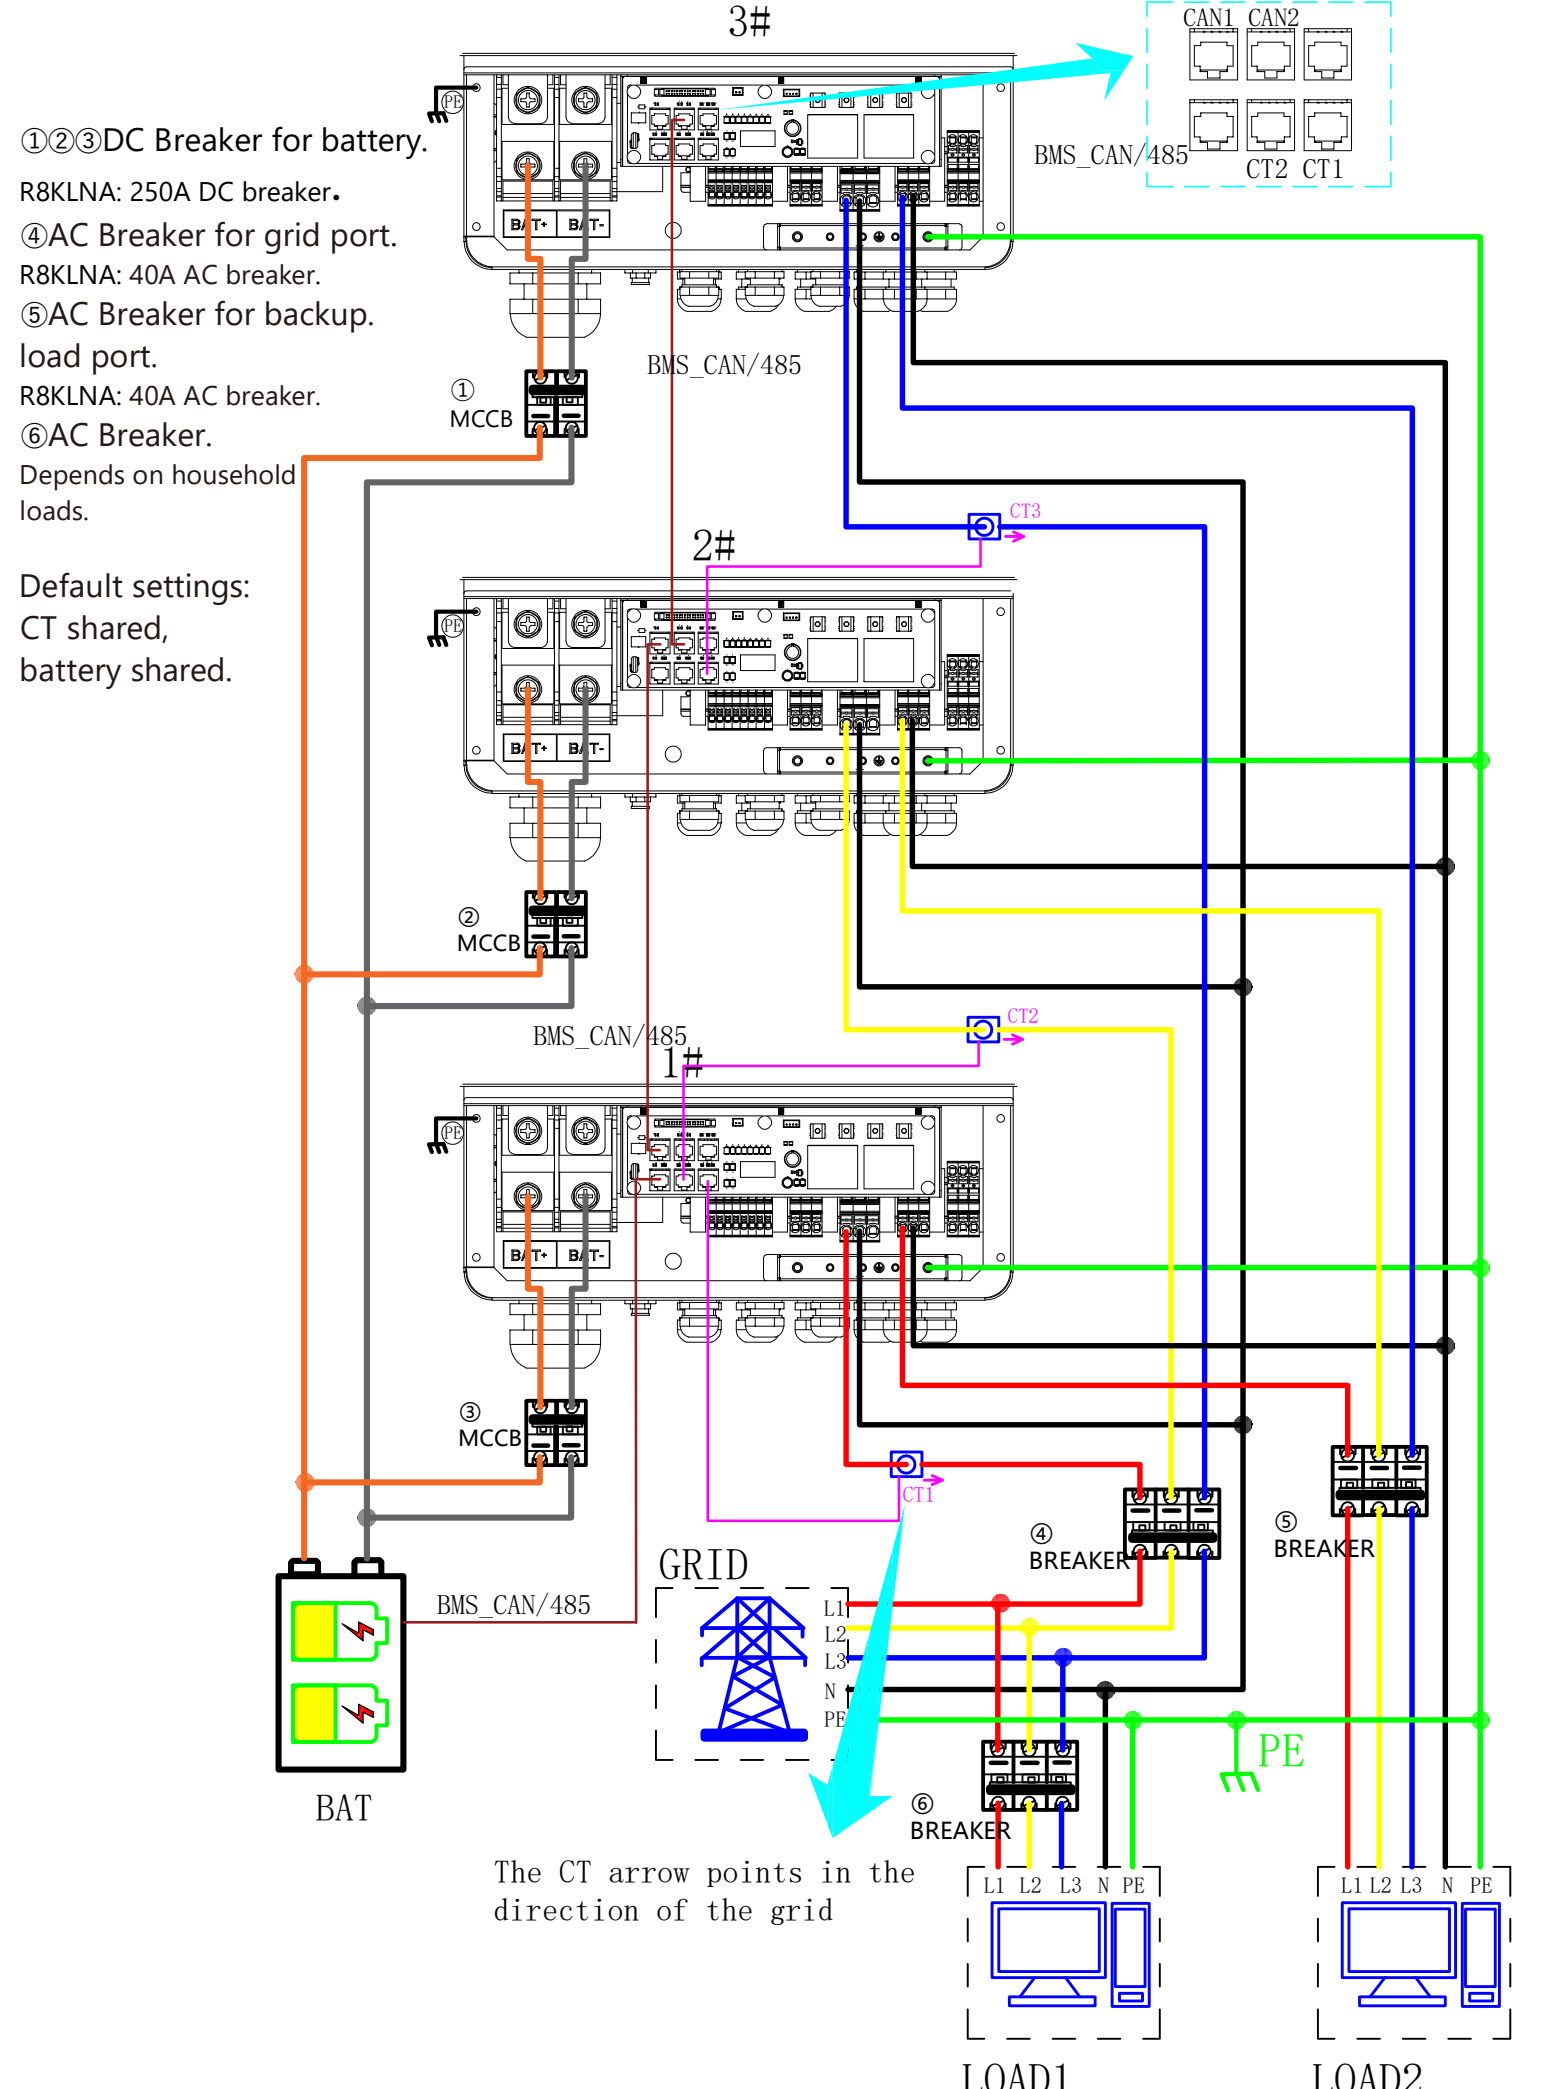 3#
CAN1 CAN2
BMS_CAN/485
CT2 CT1
PE
①②③DC Breaker for battery.
R8KLNA: 250A DC breaker.
④AC Breaker for grid port.
R8KLNA: 40A AC breaker.
⑤AC Breaker for backup.
load port.
R8KLNA: 40A AC breaker.
⑥AC Breaker.
Depends on household
loads.
Default settings:
CT shared,
battery shared.
BAT+ BAT-
BMS_CAN/485
①
MCCB
CT3
2#
PE
BAT+ BAT-
②
MCCB
CT2
BMS_CAN/485
1#
PE
BAT+ BAT-
③
MCCB
CT1
④
BREAKER
⑤
BREAKER
GRID
L1
L2
L3
N
PE
BMS_CAN/485
PE
BAT
⑥
BREAKER
The CT arrow points in the
direction of the grid
L1 L2 L3 N PE
L1 L2 L3 N PE
LOAD1
LOAD2